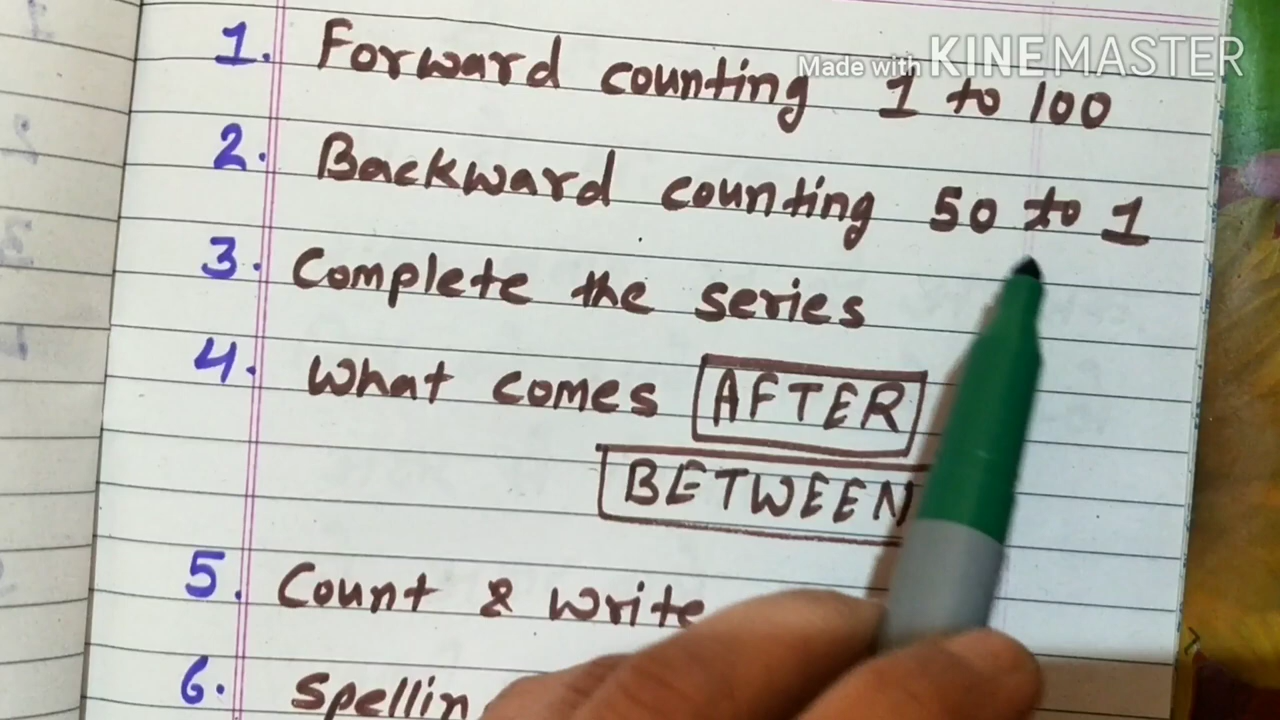 Made with KINEMASTER
1. Forward counting 1 to 100
2. Backward counting 50 to 1
3. Complete the series
4. What comes AFTER
BETWEEN
5. Count & write
6.